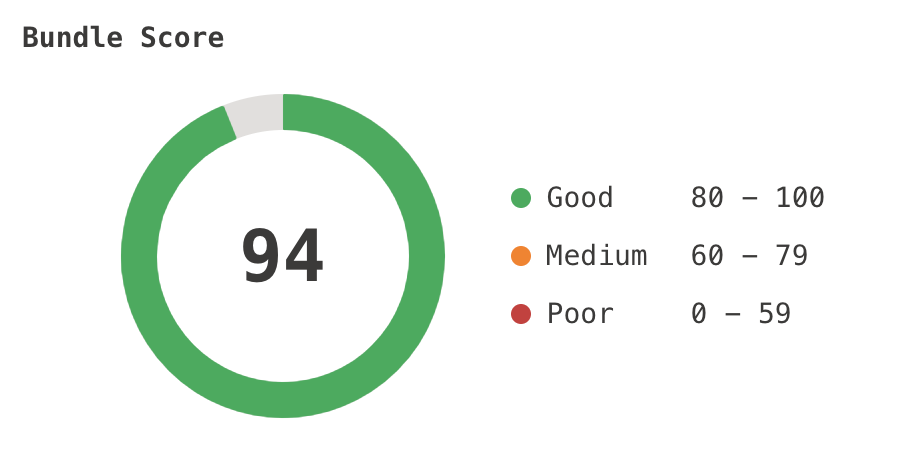 Bundle Score
94
Good 80 – 100
Medium 60 – 79
Poor 0 – 59